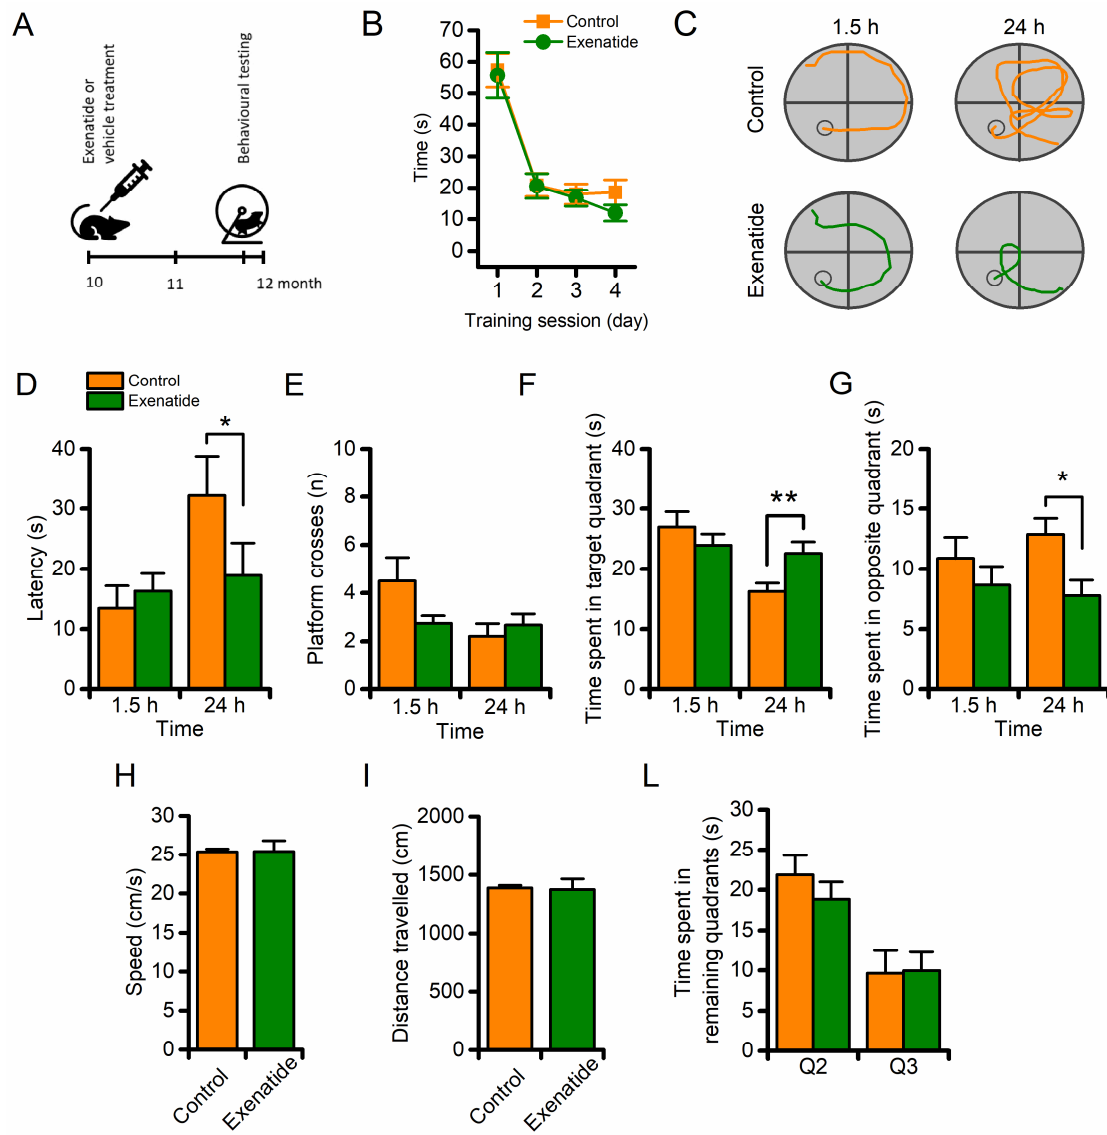 A
Exenatide or
vehicle treatment
Behavioural testing
10
11
12 month
B
Control
Exenatide
Time (s)
70
60
50
40
30
20
10
0
1
2
3
4
Training session (day)
C
1.5 h
24 h
Control
Exenatide
D
Control
Exenatide
*
Latency (s)
40
30
20
10
0
1.5 h
24 h
Time
E
Platform crosses (n)
10
8
6
4
2
0
1.5 h
24 h
Time
F
**
Time spent in target quadrant (s)
40
30
20
10
0
1.5 h
24 h
Time
G
*
Time spent in opposite quadrant (s)
20
15
10
5
0
1.5 h
24 h
Time
H
Speed (cm/s)
30
25
20
15
10
5
0
Control
Exenatide
I
Distance travelled (cm)
2000
1500
1000
500
0
Control
Exenatide
L
Time spent in
remaining quadrants (s)
30
25
20
15
10
5
0
Q2
Q3